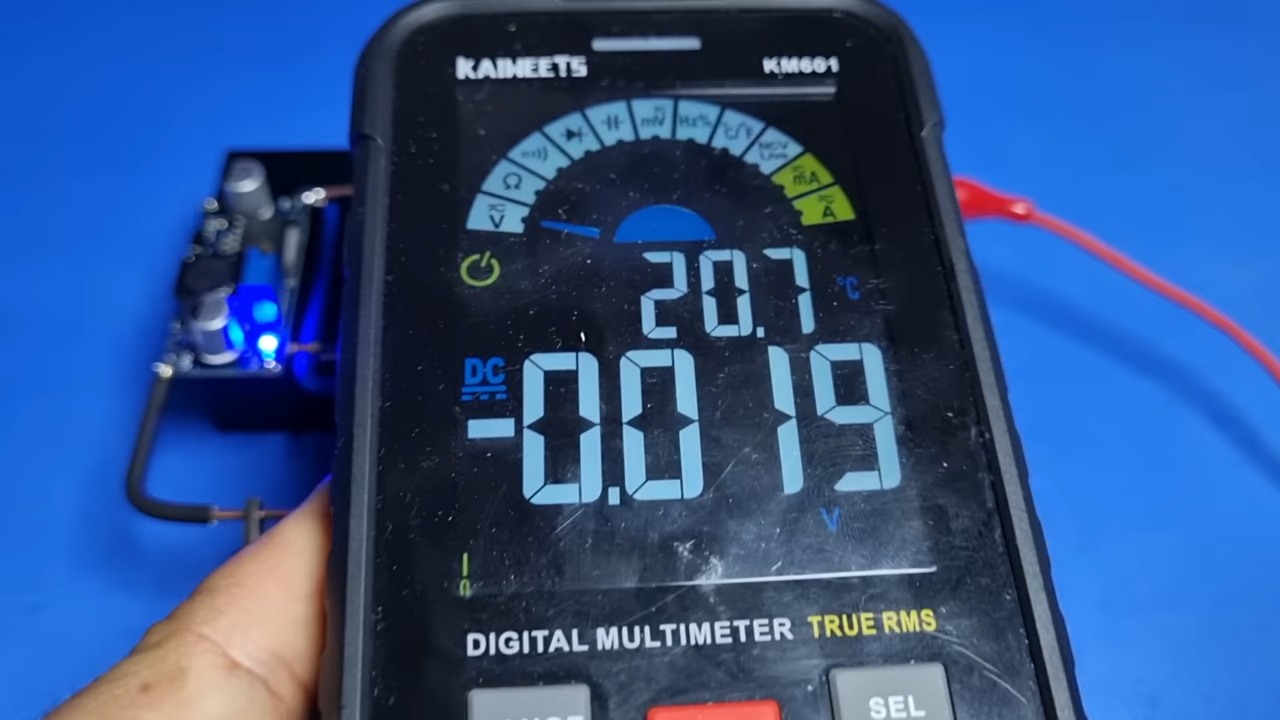 KAIWEETS
KM601
V
Ω
mV
Hz%
°C/°F
NCV
Live
mA
A
20.7 °C
DC
-0.019
V
DIGITAL MULTIMETER TRUE RMS
SEL